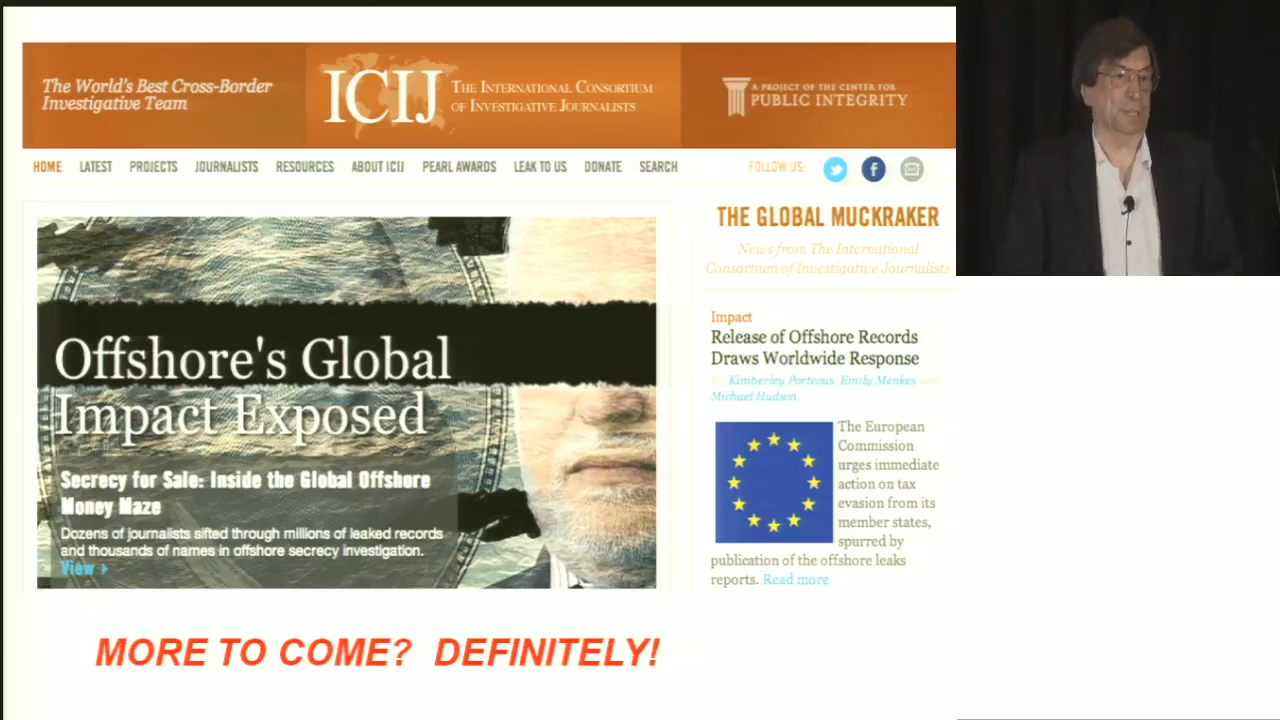 The World's Best Cross-Border
Investigative Team
ICIJ
THE INTERNATIONAL CONSORTIUM
OF INVESTIGATIVE JOURNALISTS
A PROJECT OF THE CENTER FOR
PUBLIC INTEGRITY
HOME LATEST PROJECTS JOURNALISTS RESOURCES ABOUT ICIJ PEARL AWARDS LEAK TO US DONATE SEARCH
FOLLOW US:
Offshore's Global
Impact Exposed
Secrecy for Sale: Inside the Global Offshore
Money Maze
Dozens of journalists sifted through millions of leaked records
and thousands of names in offshore secrecy investigation.
View
THE GLOBAL MUCKRAKER
News from The International
Consortium of Investigative Journalists
Impact
Release of Offshore Records
Draws Worldwide Response
By Kimberley Porteous, Emily Menkes and
Michael Hudson
The European
Commission
urges immediate
action on tax
evasion from its
member states,
spurred by
publication of the offshore leaks
reports. Read more
MORE TO COME? DEFINITELY!